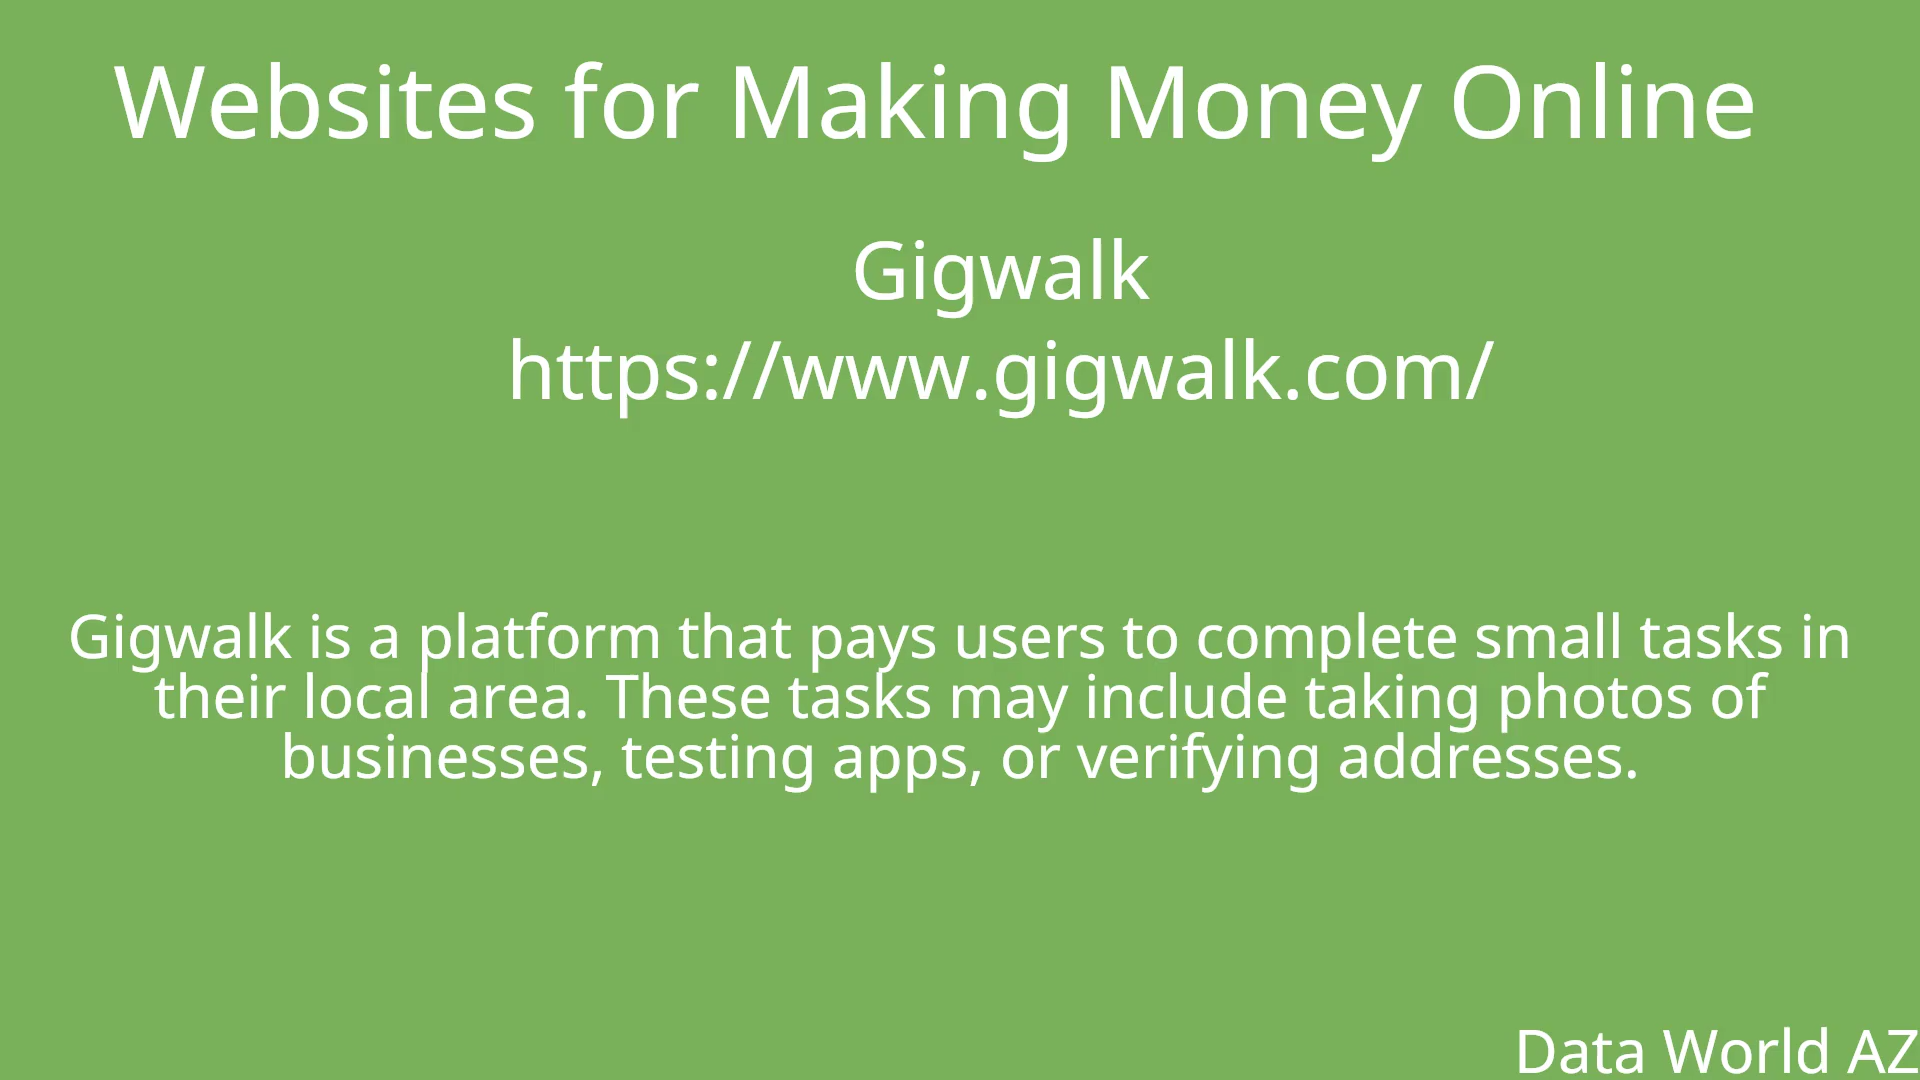 Websites for Making Money Online
Gigwalk
https://www.gigwalk.com/
Gigwalk is a platform that pays users to complete small tasks in
their local area. These tasks may include taking photos of
businesses, testing apps, or verifying addresses.
Data World AZ